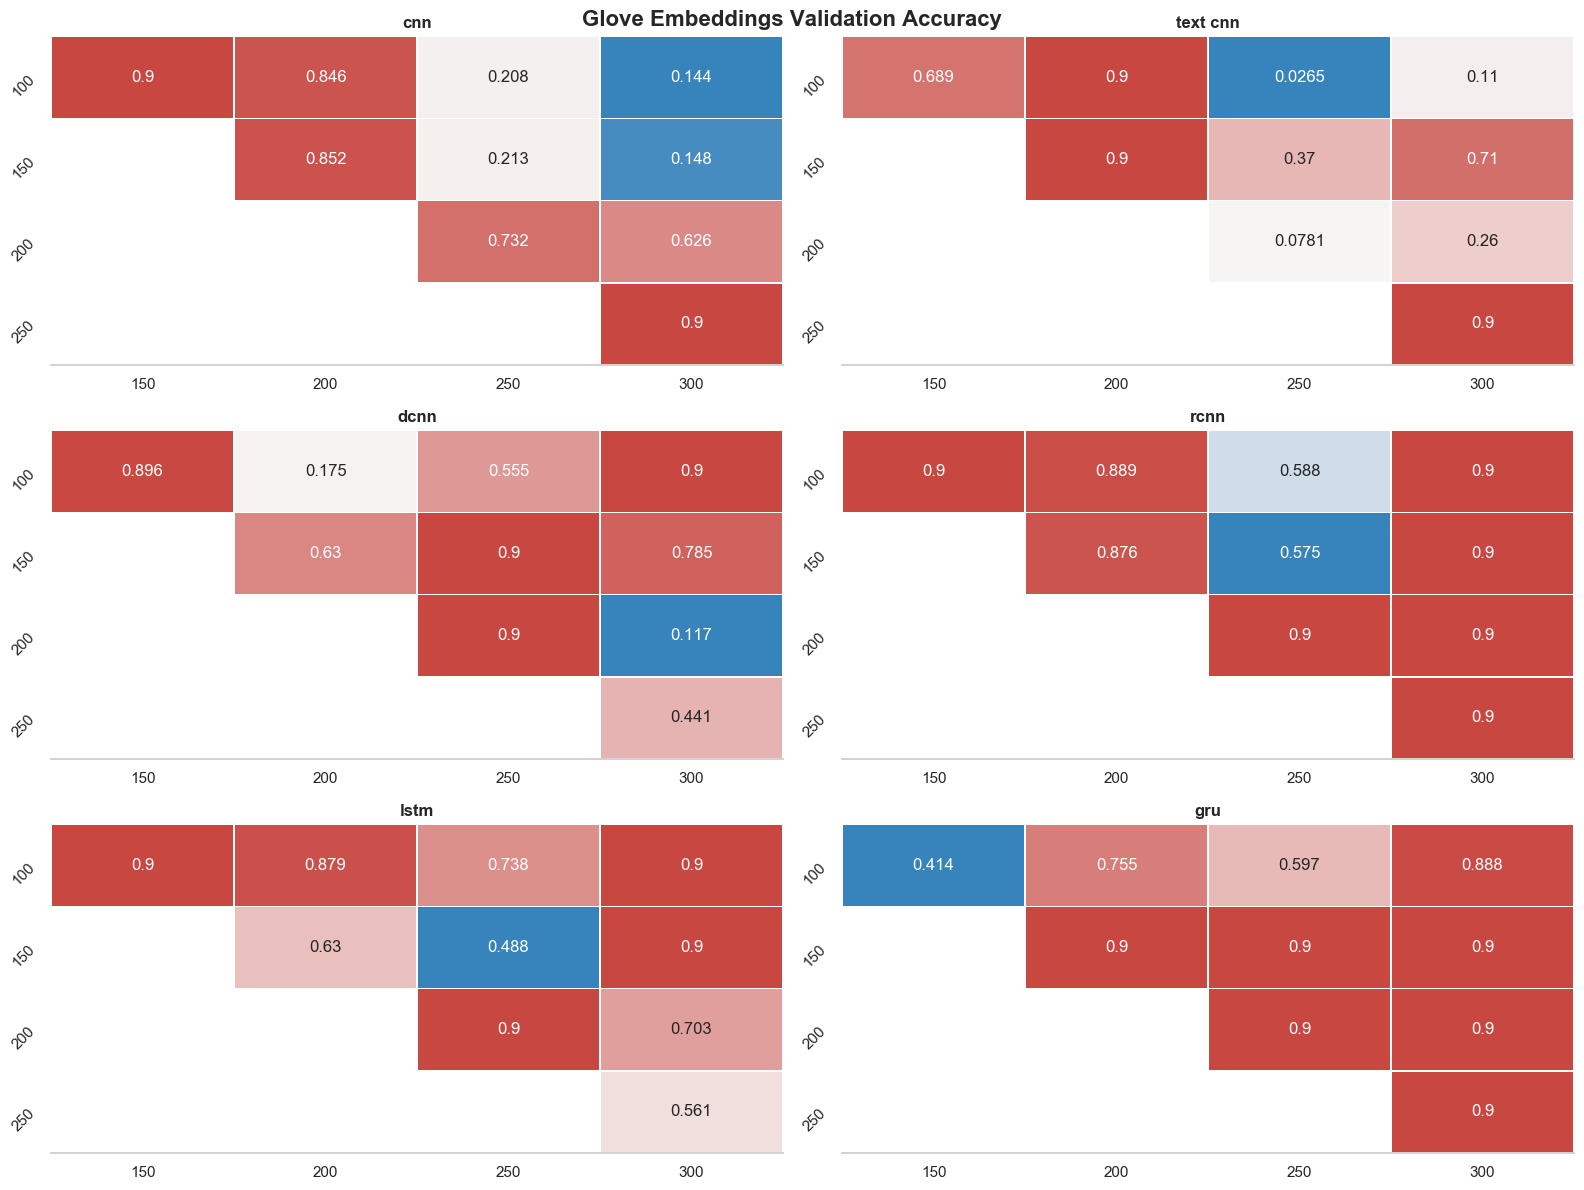 Glove Embeddings Validation Accuracy
cnn
100 0.9 0.846 0.208 0.144
150 0.852 0.213 0.148
200 0.732 0.626
250 0.9
150 200 250 300
text cnn
100 0.689 0.9 0.0265 0.11
150 0.9 0.37 0.71
200 0.0781 0.26
250 0.9
150 200 250 300
dcnn
100 0.896 0.175 0.555 0.9
150 0.63 0.9 0.785
200 0.9 0.117
250 0.441
150 200 250 300
rcnn
100 0.9 0.889 0.588 0.9
150 0.876 0.575 0.9
200 0.9 0.9
250 0.9
150 200 250 300
lstm
100 0.9 0.879 0.738 0.9
150 0.63 0.488 0.9
200 0.9 0.703
250 0.561
150 200 250 300
gru
100 0.414 0.755 0.597 0.888
150 0.9 0.9 0.9
200 0.9 0.9
250 0.9
150 200 250 300